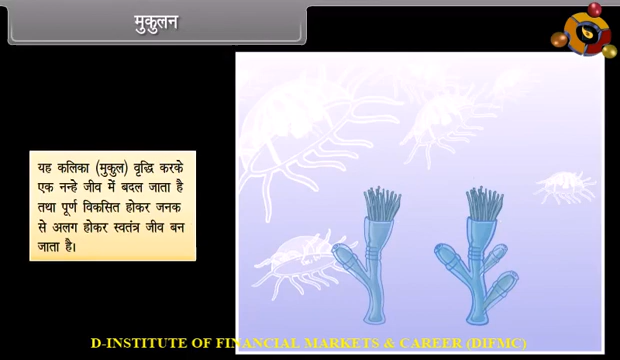 मुकुलन
यह कलिका (मुकुल) वृद्धि करके
एक नन्हे जीव में बदल जाता है
तथा पूर्ण विकसित होकर जनक
से अलग होकर स्वतंत्र जीव बन
जाता है।
D-INSTITUTE OF FINANCIAL MARKETS & CAREER (DIFMC)